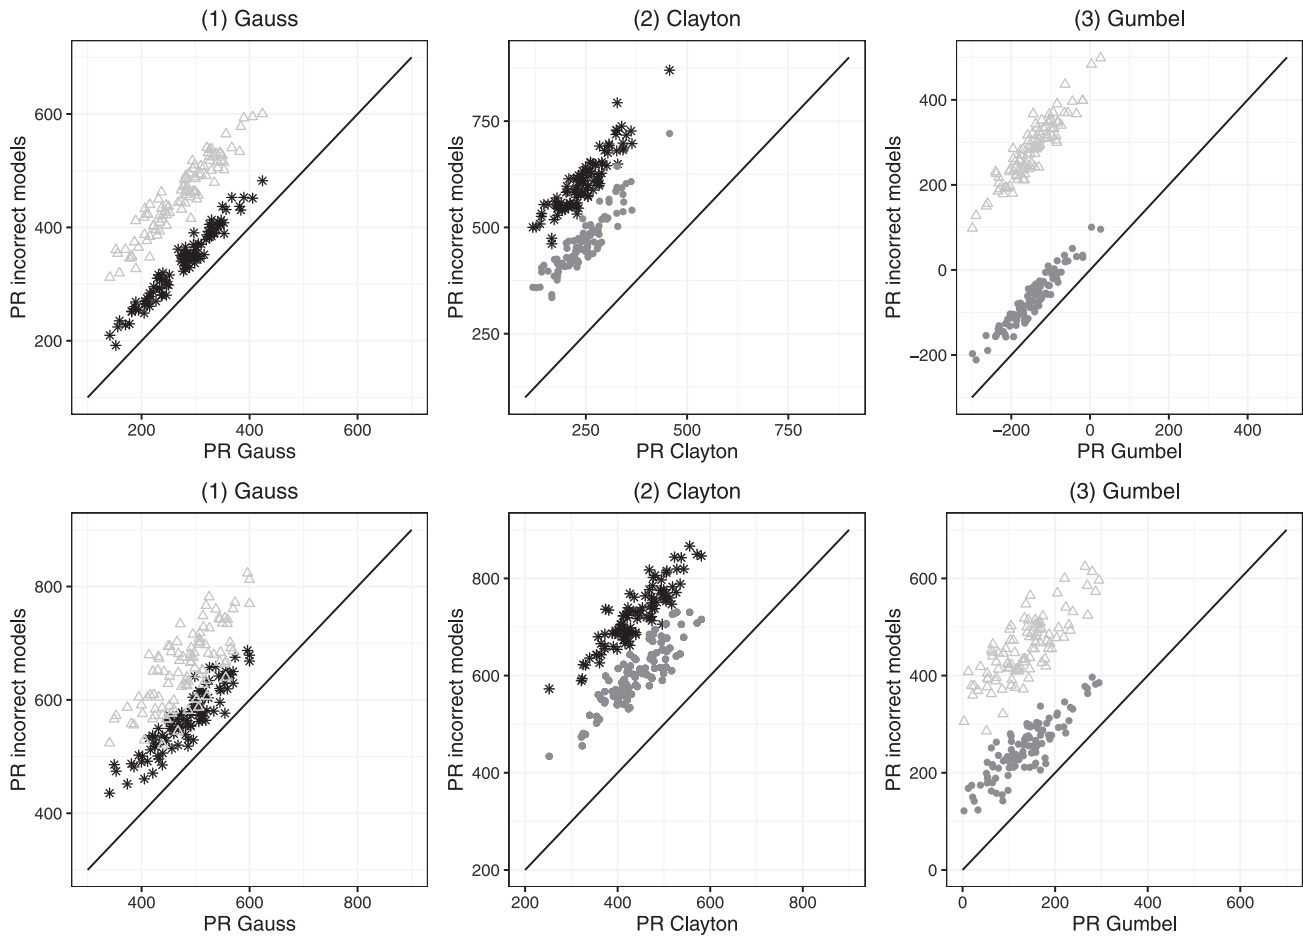 (1) Gauss
PR incorrect models
600
400
200
200 400 600
PR Gauss
(2) Clayton
PR incorrect models
750
500
250
250 500 750
PR Clayton
(3) Gumbel
PR incorrect models
400
200
0
−200
−200 0 200 400
PR Gumbel
(1) Gauss
PR incorrect models
800
600
400
400 600 800
PR Gauss
(2) Clayton
PR incorrect models
800
600
400
200
200 400 600 800
PR Clayton
(3) Gumbel
PR incorrect models
600
400
200
0
0 200 400 600
PR Gumbel